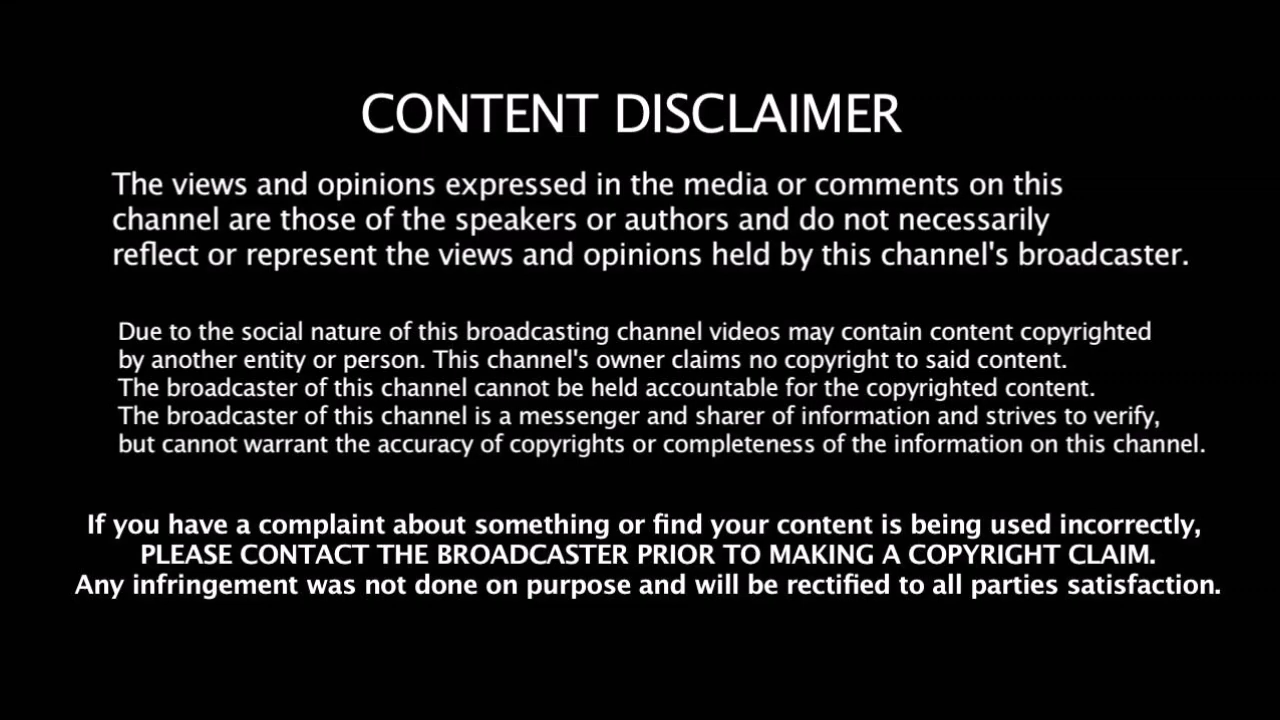 CONTENT DISCLAIMER
The views and opinions expressed in the media or comments on this
channel are those of the speakers or authors and do not necessarily
reflect or represent the views and opinions held by this channel's broadcaster.
Due to the social nature of this broadcasting channel videos may contain content copyrighted
by another entity or person. This channel's owner claims no copyright to said content.
The broadcaster of this channel cannot be held accountable for the copyrighted content.
The broadcaster of this channel is a messenger and sharer of information and strives to verify,
but cannot warrant the accuracy of copyrights or completeness of the information on this channel.
If you have a complaint about something or find your content is being used incorrectly,
PLEASE CONTACT THE BROADCASTER PRIOR TO MAKING A COPYRIGHT CLAIM.
Any infringement was not done on purpose and will be rectified to all parties satisfaction.